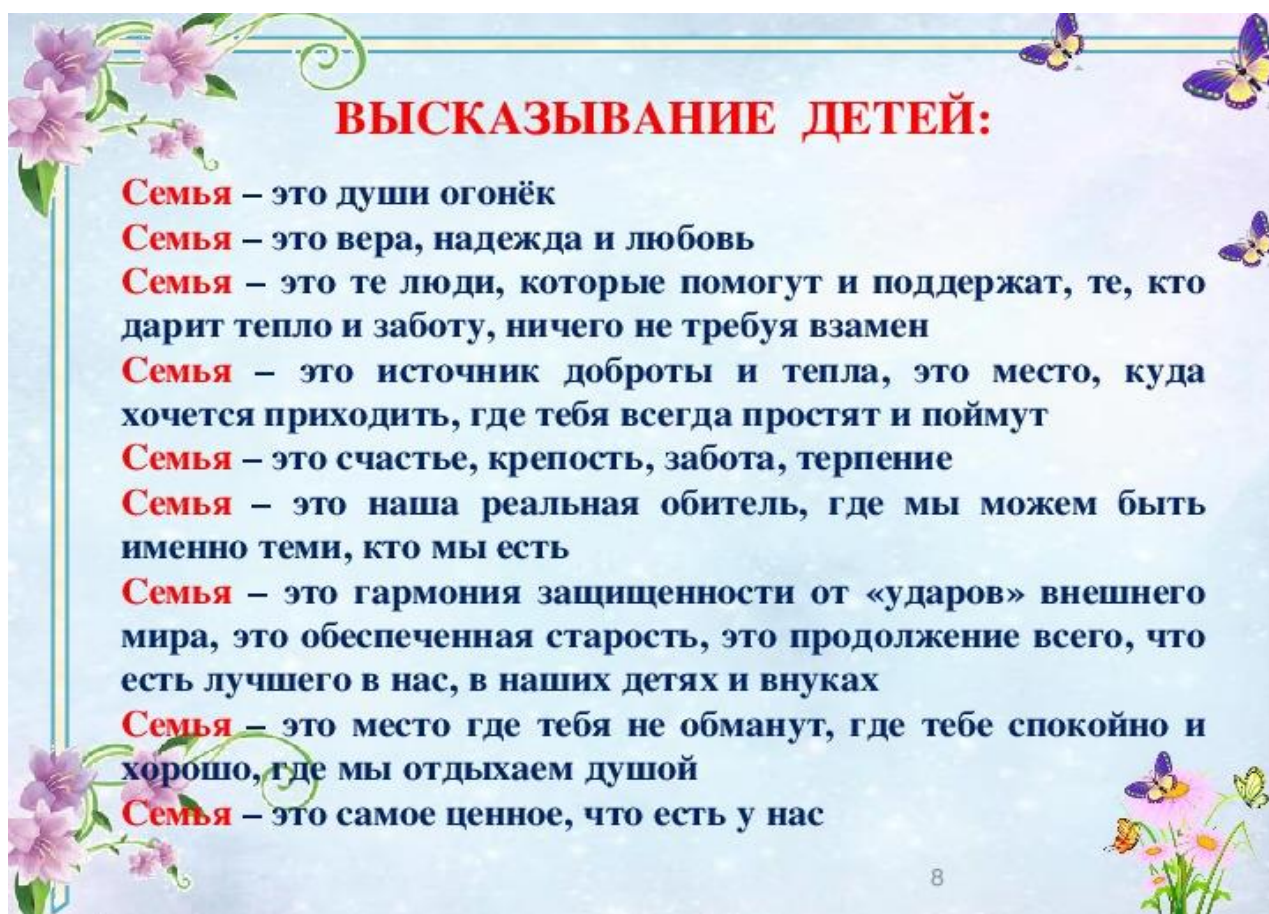 ВЫСКАЗЫВАНИЕ ДЕТЕЙ:
Семья – это души огонёк
Семья – это вера, надежда и любовь
Семья – это те люди, которые помогут и поддержат, те, кто
дарит тепло и заботу, ничего не требуя взамен
Семья – это источник доброты и тепла, это место, куда
хочется приходить, где тебя всегда простят и поймут
Семья – это счастье, крепость, забота, терпение
Семья – это наша реальная обитель, где мы можем быть
именно теми, кто мы есть
Семья – это гармония защищенности от «ударов» внешнего
мира, это обеспеченная старость, это продолжение всего, что
есть лучшего в нас, в наших детях и внуках
Семья – это место где тебя не обманут, где тебе спокойно и
хорошо, где мы отдыхаем душой
Семья – это самое ценное, что есть у нас
8